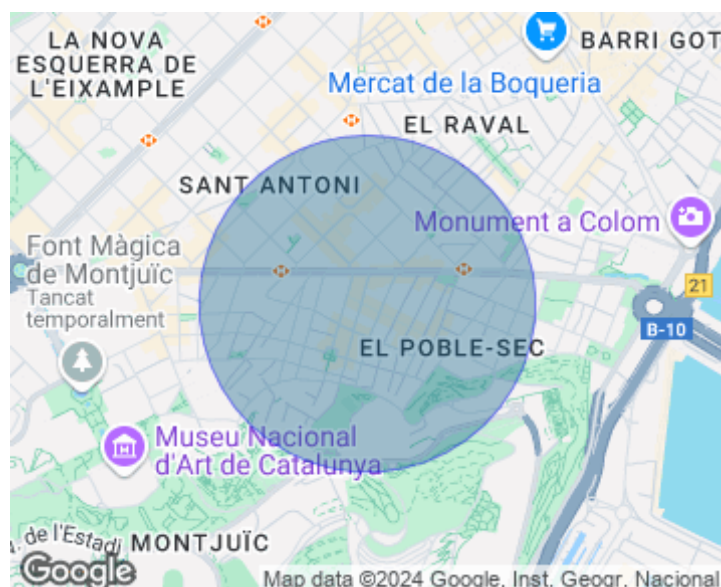 LA NOVA
ESQUERRA DE
L'EIXAMPLE
BARRI GOT
Mercat de la Boqueria
EL RAVAL
SANT ANTONI
Monument a Colom
Font Màgica
de Montjuïc
Tancat
temporalment
21
B-10
EL POBLE-SEC
Museu Nacional
d'Art de Catalunya
. de l'Estadi
MONTJUÏC
Google
Map data ©2024 Google, Inst. Geogr. Nacional